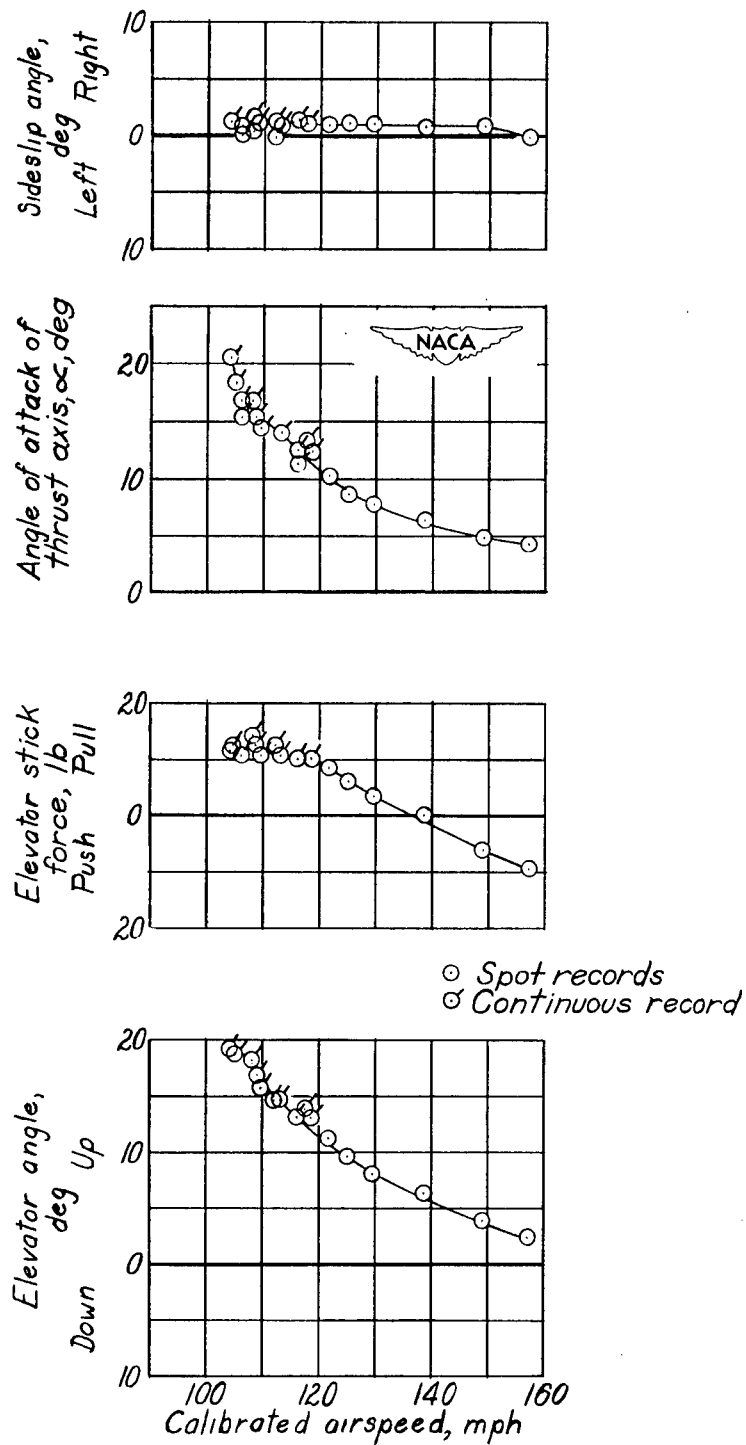 Sideslip angle,
deg
Left Right
10
0
10
Angle of attack of
thrust axis, ∝, deg
20
10
0
NACA
Elevator stick
force, lb
Push Pull
20
0
20
⊙ Spot records
⊙ Continuous record
Elevator angle,
deg
Down Up
20
10
0
10
100 120 140 160
Calibrated airspeed, mph